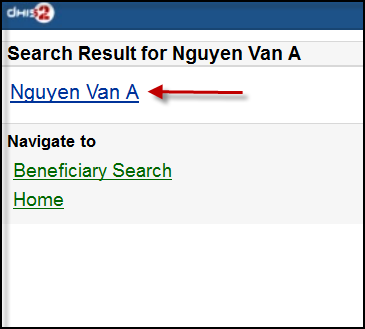 dHIS2
Search Result for Nguyen Van A
Nguyen Van A
Navigate to
Beneficiary Search
Home